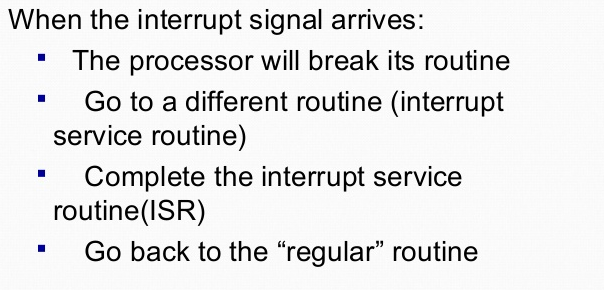 When the interrupt signal arrives:
▪ The processor will break its routine
▪ Go to a different routine (interrupt
service routine)
▪ Complete the interrupt service
routine(ISR)
▪ Go back to the “regular” routine